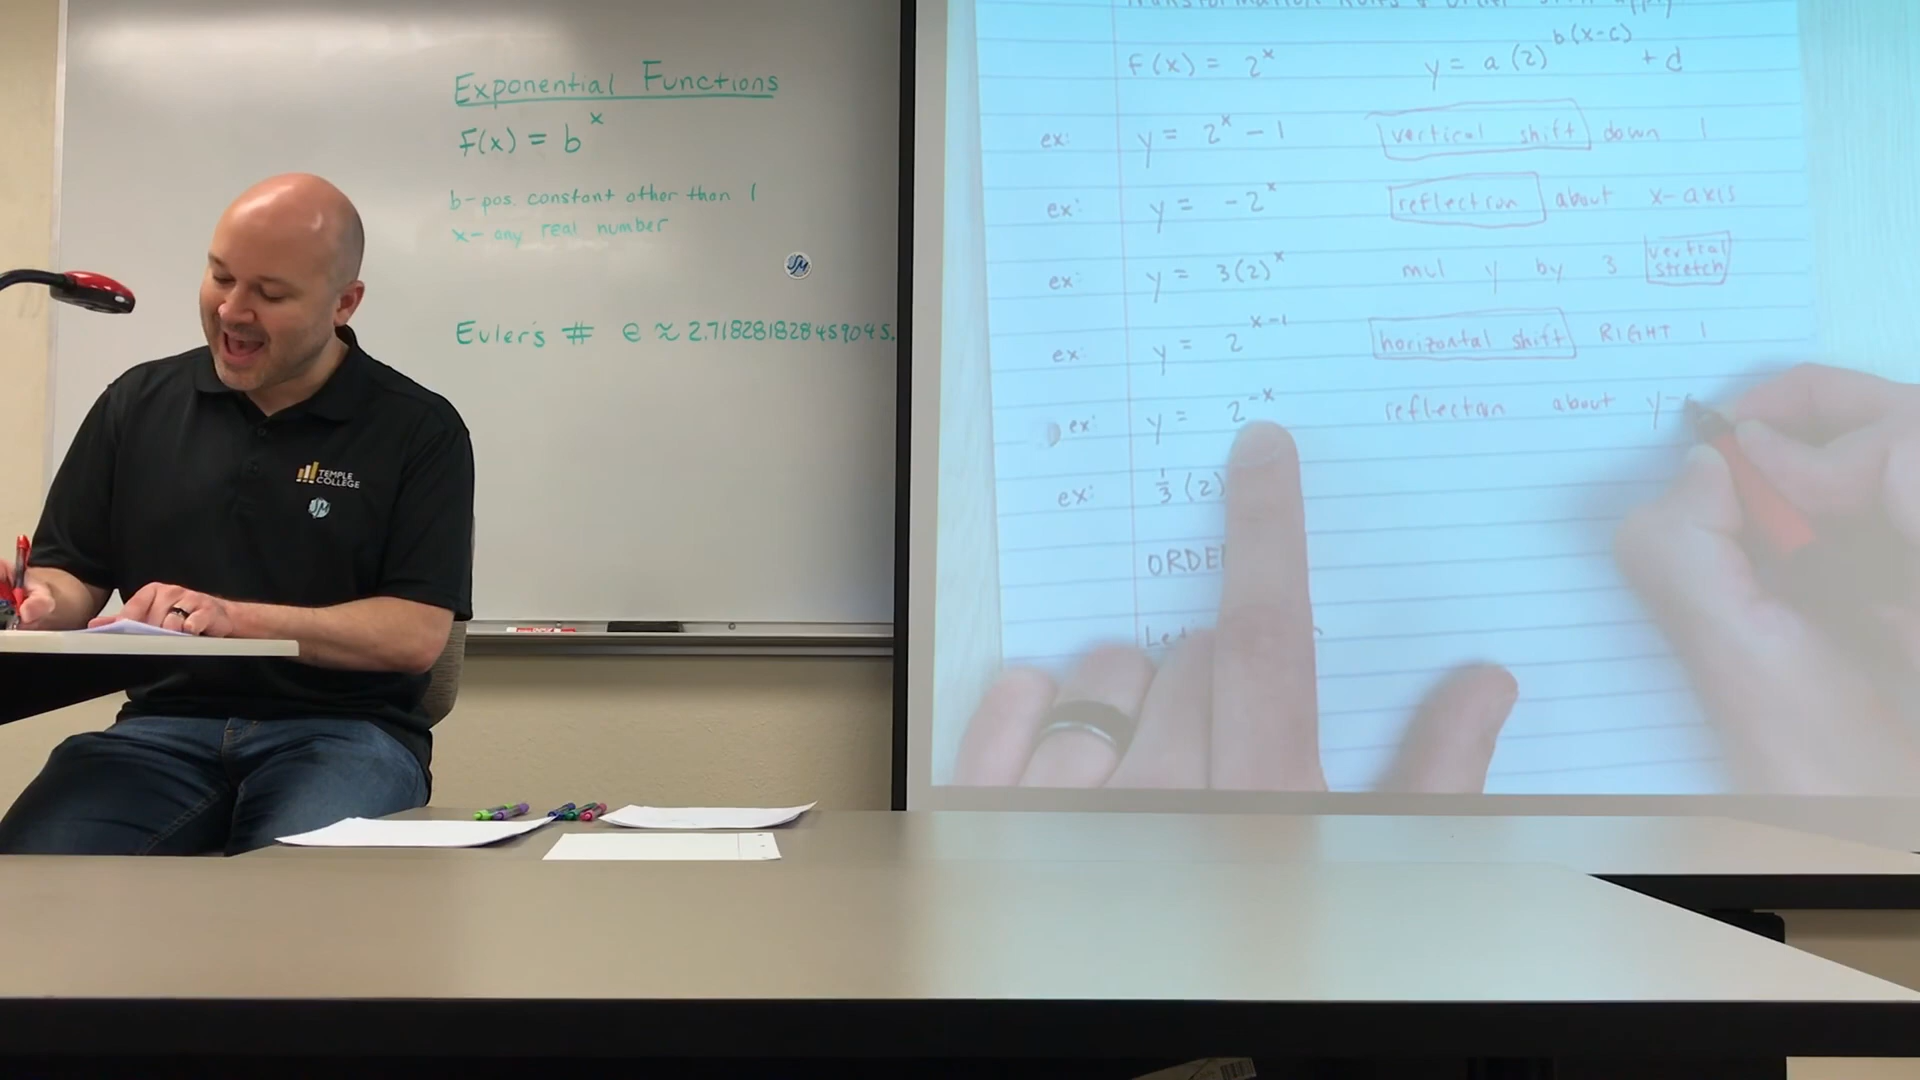 Exponential Functions
f(x) = b^x
b- pos. constant other than 1
x- any real number
Euler's # e ≈ 2.718281828459045.
TEMPLE
COLLEGE
Transformation Rules
f(x) = 2^x y = a(2)^b(x-c) + d
ex: y = 2^x - 1 vertical shift down 1
ex: y = -2^x reflection about x-axis
ex: y = 3(2)^x mul y by 3 vertical stretch
ex: y = 2^x-1 horizontal shift RIGHT 1
ex: y = 2^-x reflection about y-
ex: 1/3 (2)
ORDE